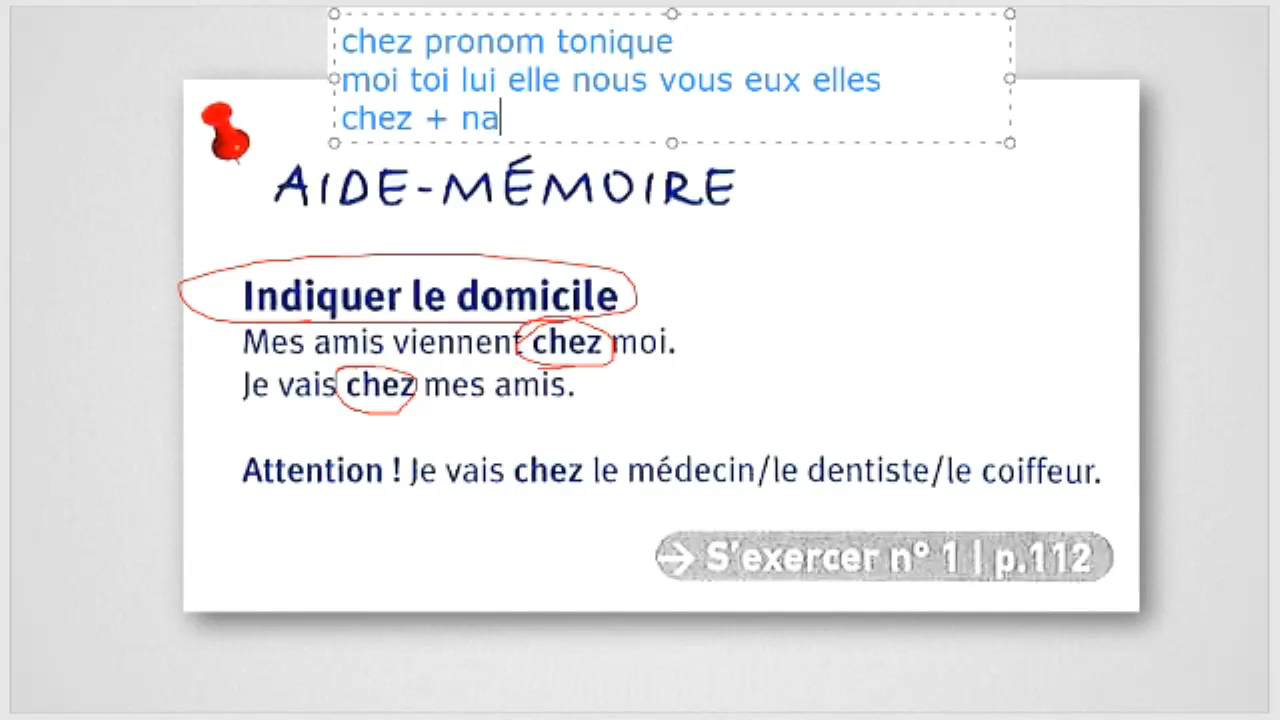 chez pronom tonique
moi toi lui elle nous vous eux elles
chez + na
AIDE-MÉMOIRE
Indiquer le domicile
Mes amis viennent chez moi.
Je vais chez mes amis.
Attention ! Je vais chez le médecin/le dentiste/le coiffeur.
→ S'exercer n° 1 | p.112